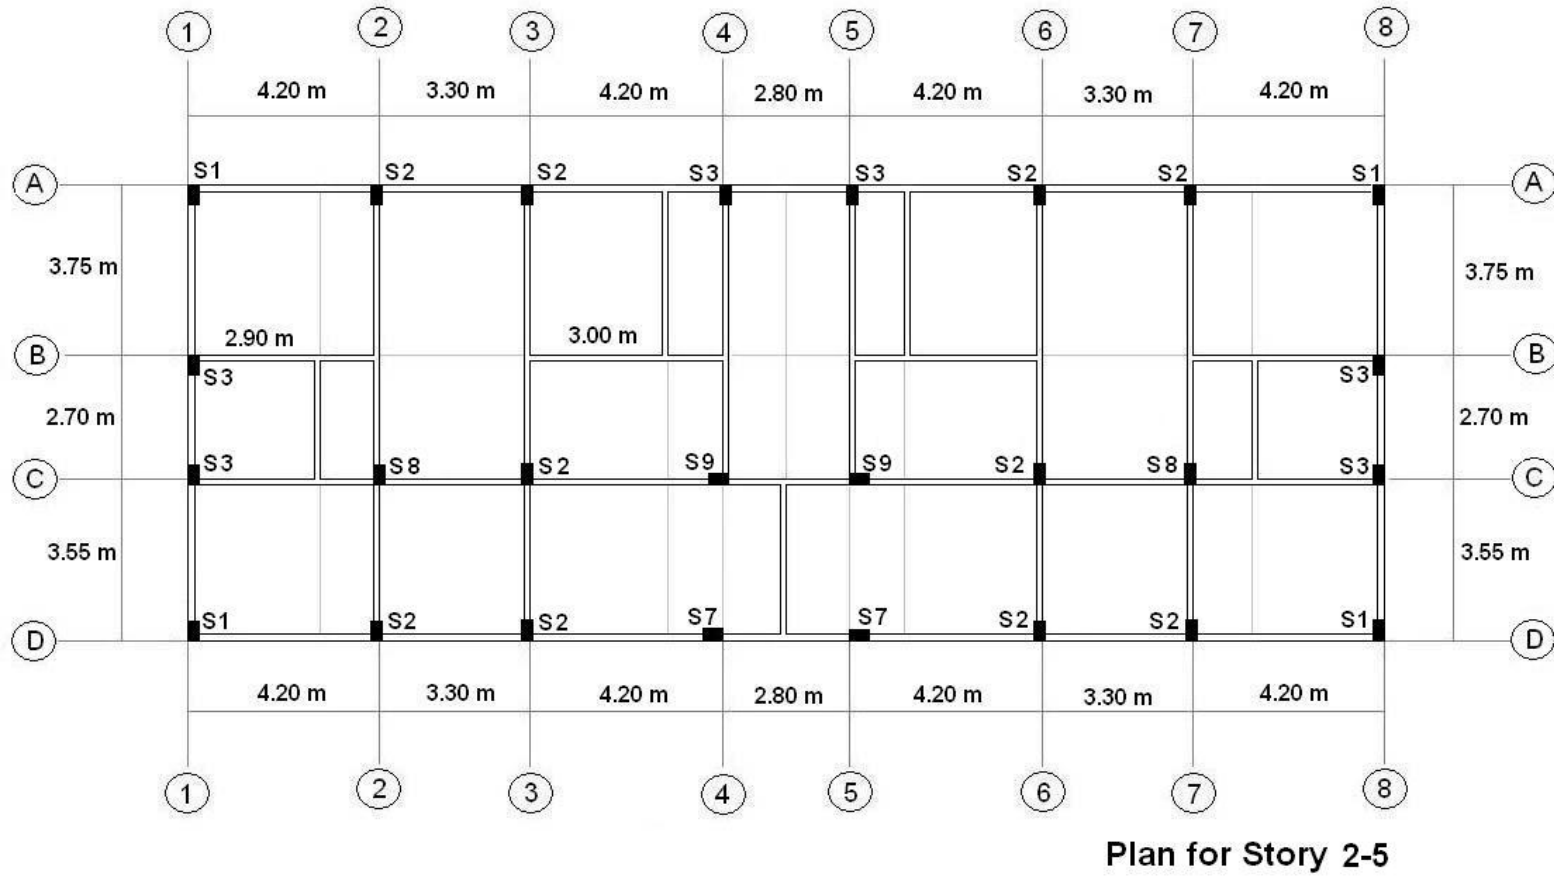 1 2 3 4 5 6 7 8
4.20 m 3.30 m 4.20 m 2.80 m 4.20 m 3.30 m 4.20 m
S1 S2 S2 S3 S3 S2 S2 S1
A A
3.75 m 3.75 m
2.90 m 3.00 m
B B
S3 S3
2.70 m 2.70 m
S3 S8 S2 S9 S9 S2 S8 S3
C C
3.55 m 3.55 m
S1 S2 S2 S7 S7 S2 S2 S1
D D
4.20 m 3.30 m 4.20 m 2.80 m 4.20 m 3.30 m 4.20 m
1 2 3 4 5 6 7 8
Plan for Story 2-5